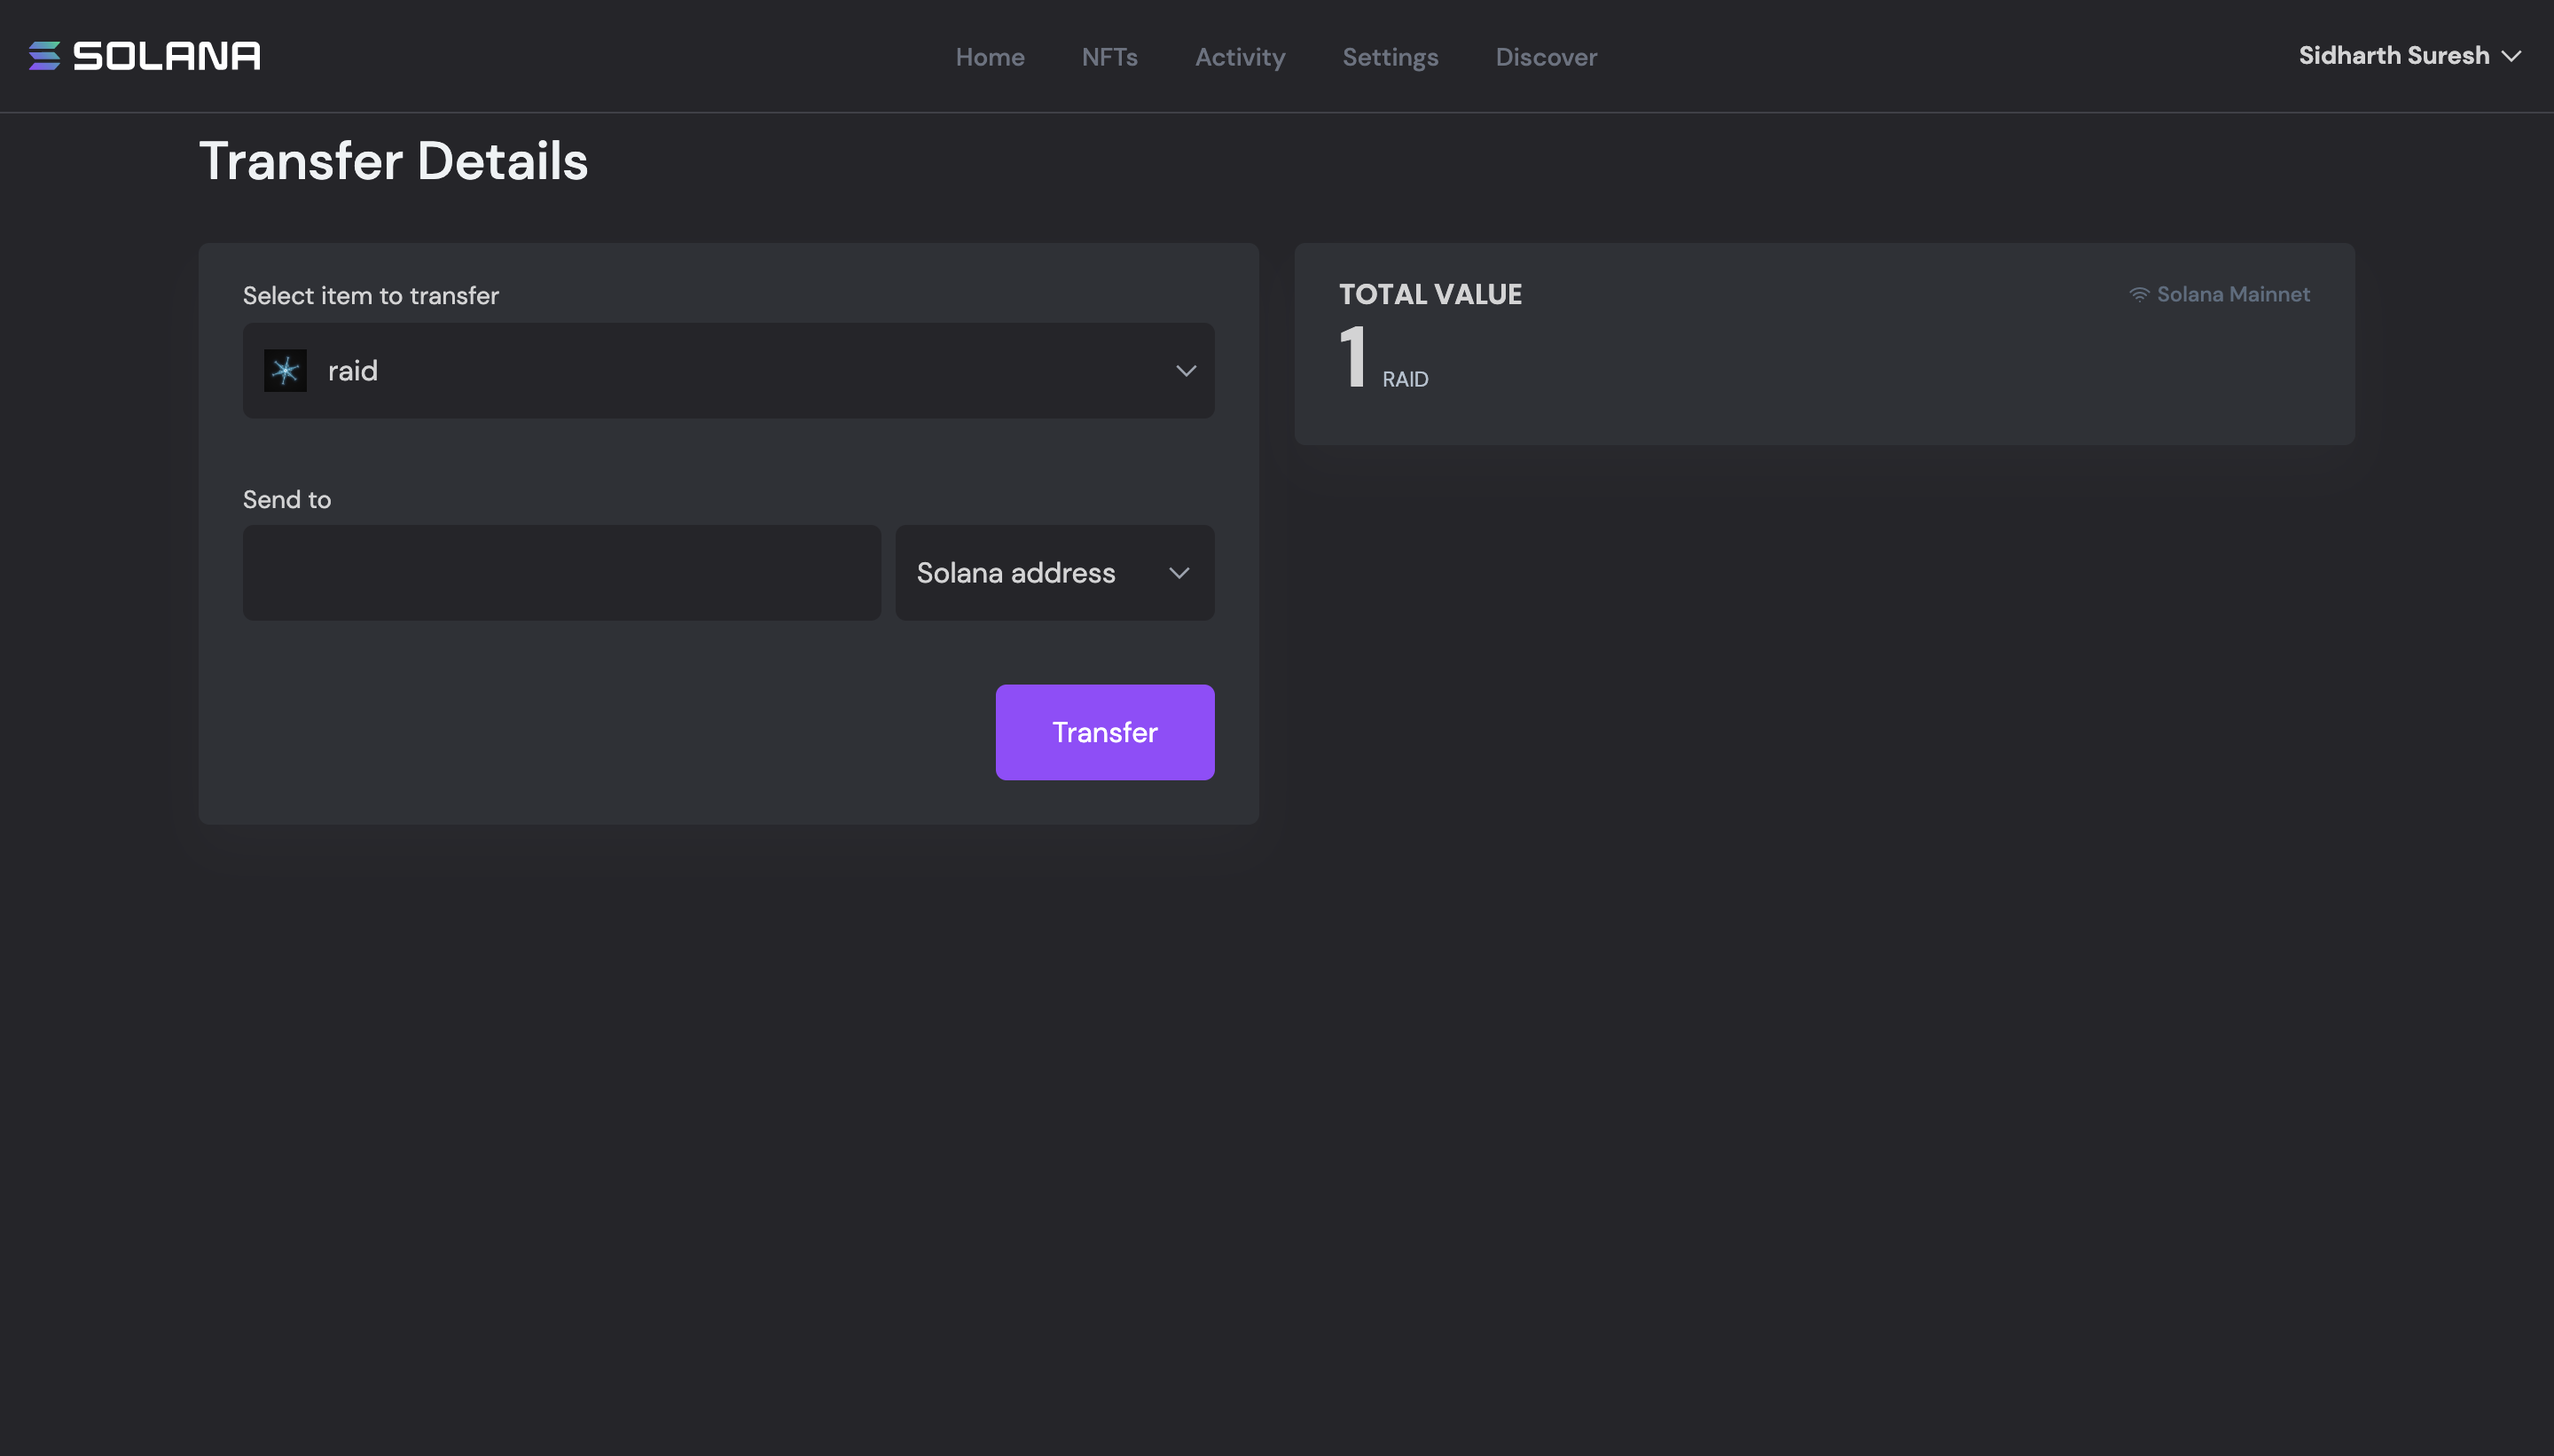 SOLANA
Home NFTs Activity Settings Discover
Sidharth Suresh
Transfer Details
Select item to transfer
raid
Send to
Solana address
Transfer
TOTAL VALUE
Solana Mainnet
1 RAID